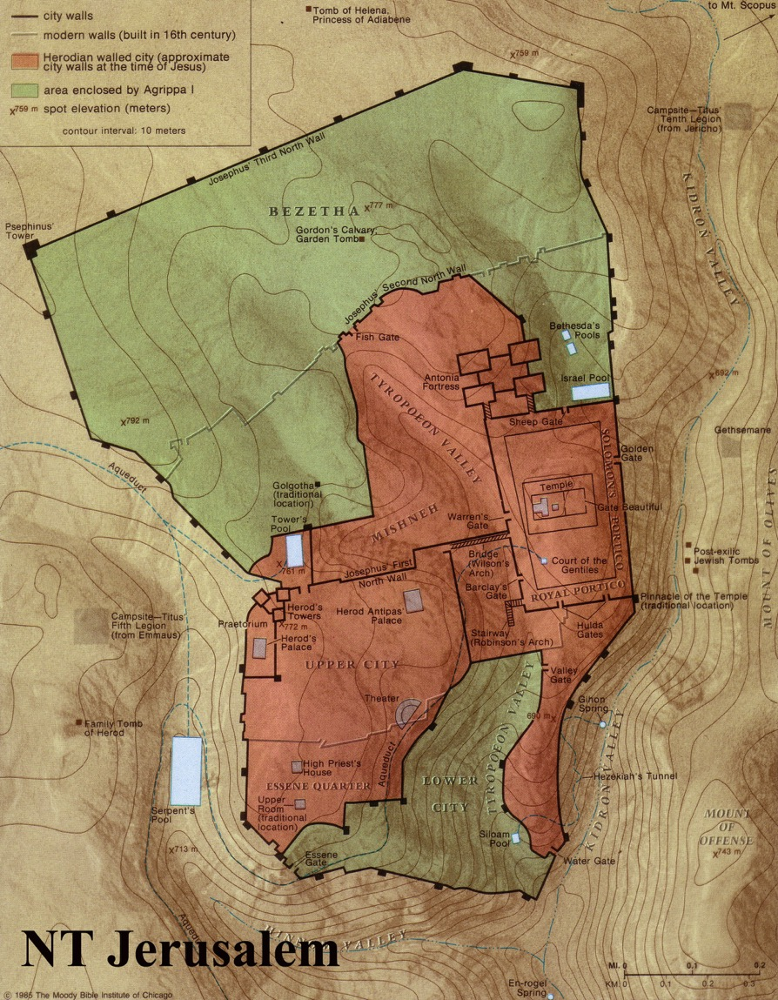 city walls
modern walls (built in 16th century)
Herodian walled city (approximate
city walls at the time of Jesus)
area enclosed by Agrippa I
x759 m spot elevation (meters)
contour interval: 10 meters
Tomb of Helena,
Princess of Adiabene
to Mt. Scopus
x759 m
Campsite—Titus'
Tenth Legion
(from Jericho)
Josephus' Third North Wall
KIDRON VALLEY
BEZETHA
x777 m
Gordon's Calvary;
Garden Tomb
Psephinus'
Tower
Josephus' Second North Wall
Fish Gate
Bethesda's
Pools
Antonia
Fortress
Israel Pool
x692 m
TYROPOEON VALLEY
Sheep Gate
x792 m
Gethsemane
Golden
Gate
SOLOMON'S PORTICO
Aqueduct
Golgotha
(traditional
location)
Temple
Gate Beautiful
Tower's
Pool
MISHNEH
Warren's
Gate
MOUNT OF OLIVES
x761 m
Josephus' First
North Wall
Bridge
(Wilson's
Arch)
Court of the
Gentiles
Post-exilic
Jewish Tombs
Barclay's
Gate
ROYAL PORTICO
Pinnacle of the Temple
(traditional location)
Herod's
Towers
Herod Antipas'
Palace
Campsite—Titus'
Fifth Legion
(from Emmaus)
Praetorium
x772 m
Herod's
Palace
Stairway
(Robinson's Arch)
Hulda
Gates
UPPER CITY
Valley
Gate
Theater
Gihon
Spring
TYROPOEON VALLEY
690 mx
Family Tomb
of Herod
High Priest's
House
Aqueduct
Hezekiah's Tunnel
ESSENE QUARTER
LOWER
CITY
Upper
Room
(traditional
location)
Serpent's
Pool
KIDRON VALLEY
MOUNT
OF
OFFENSE
x743 m
Siloam
Pool
x713 m
Essene
Gate
Water Gate
HINNOM VALLEY
NT Jerusalem
En-rogel
Spring
MI. 0 0.1 0.2
KM. 0 0.1 0.2 0.3
© 1985 The Moody Bible Institute of Chicago